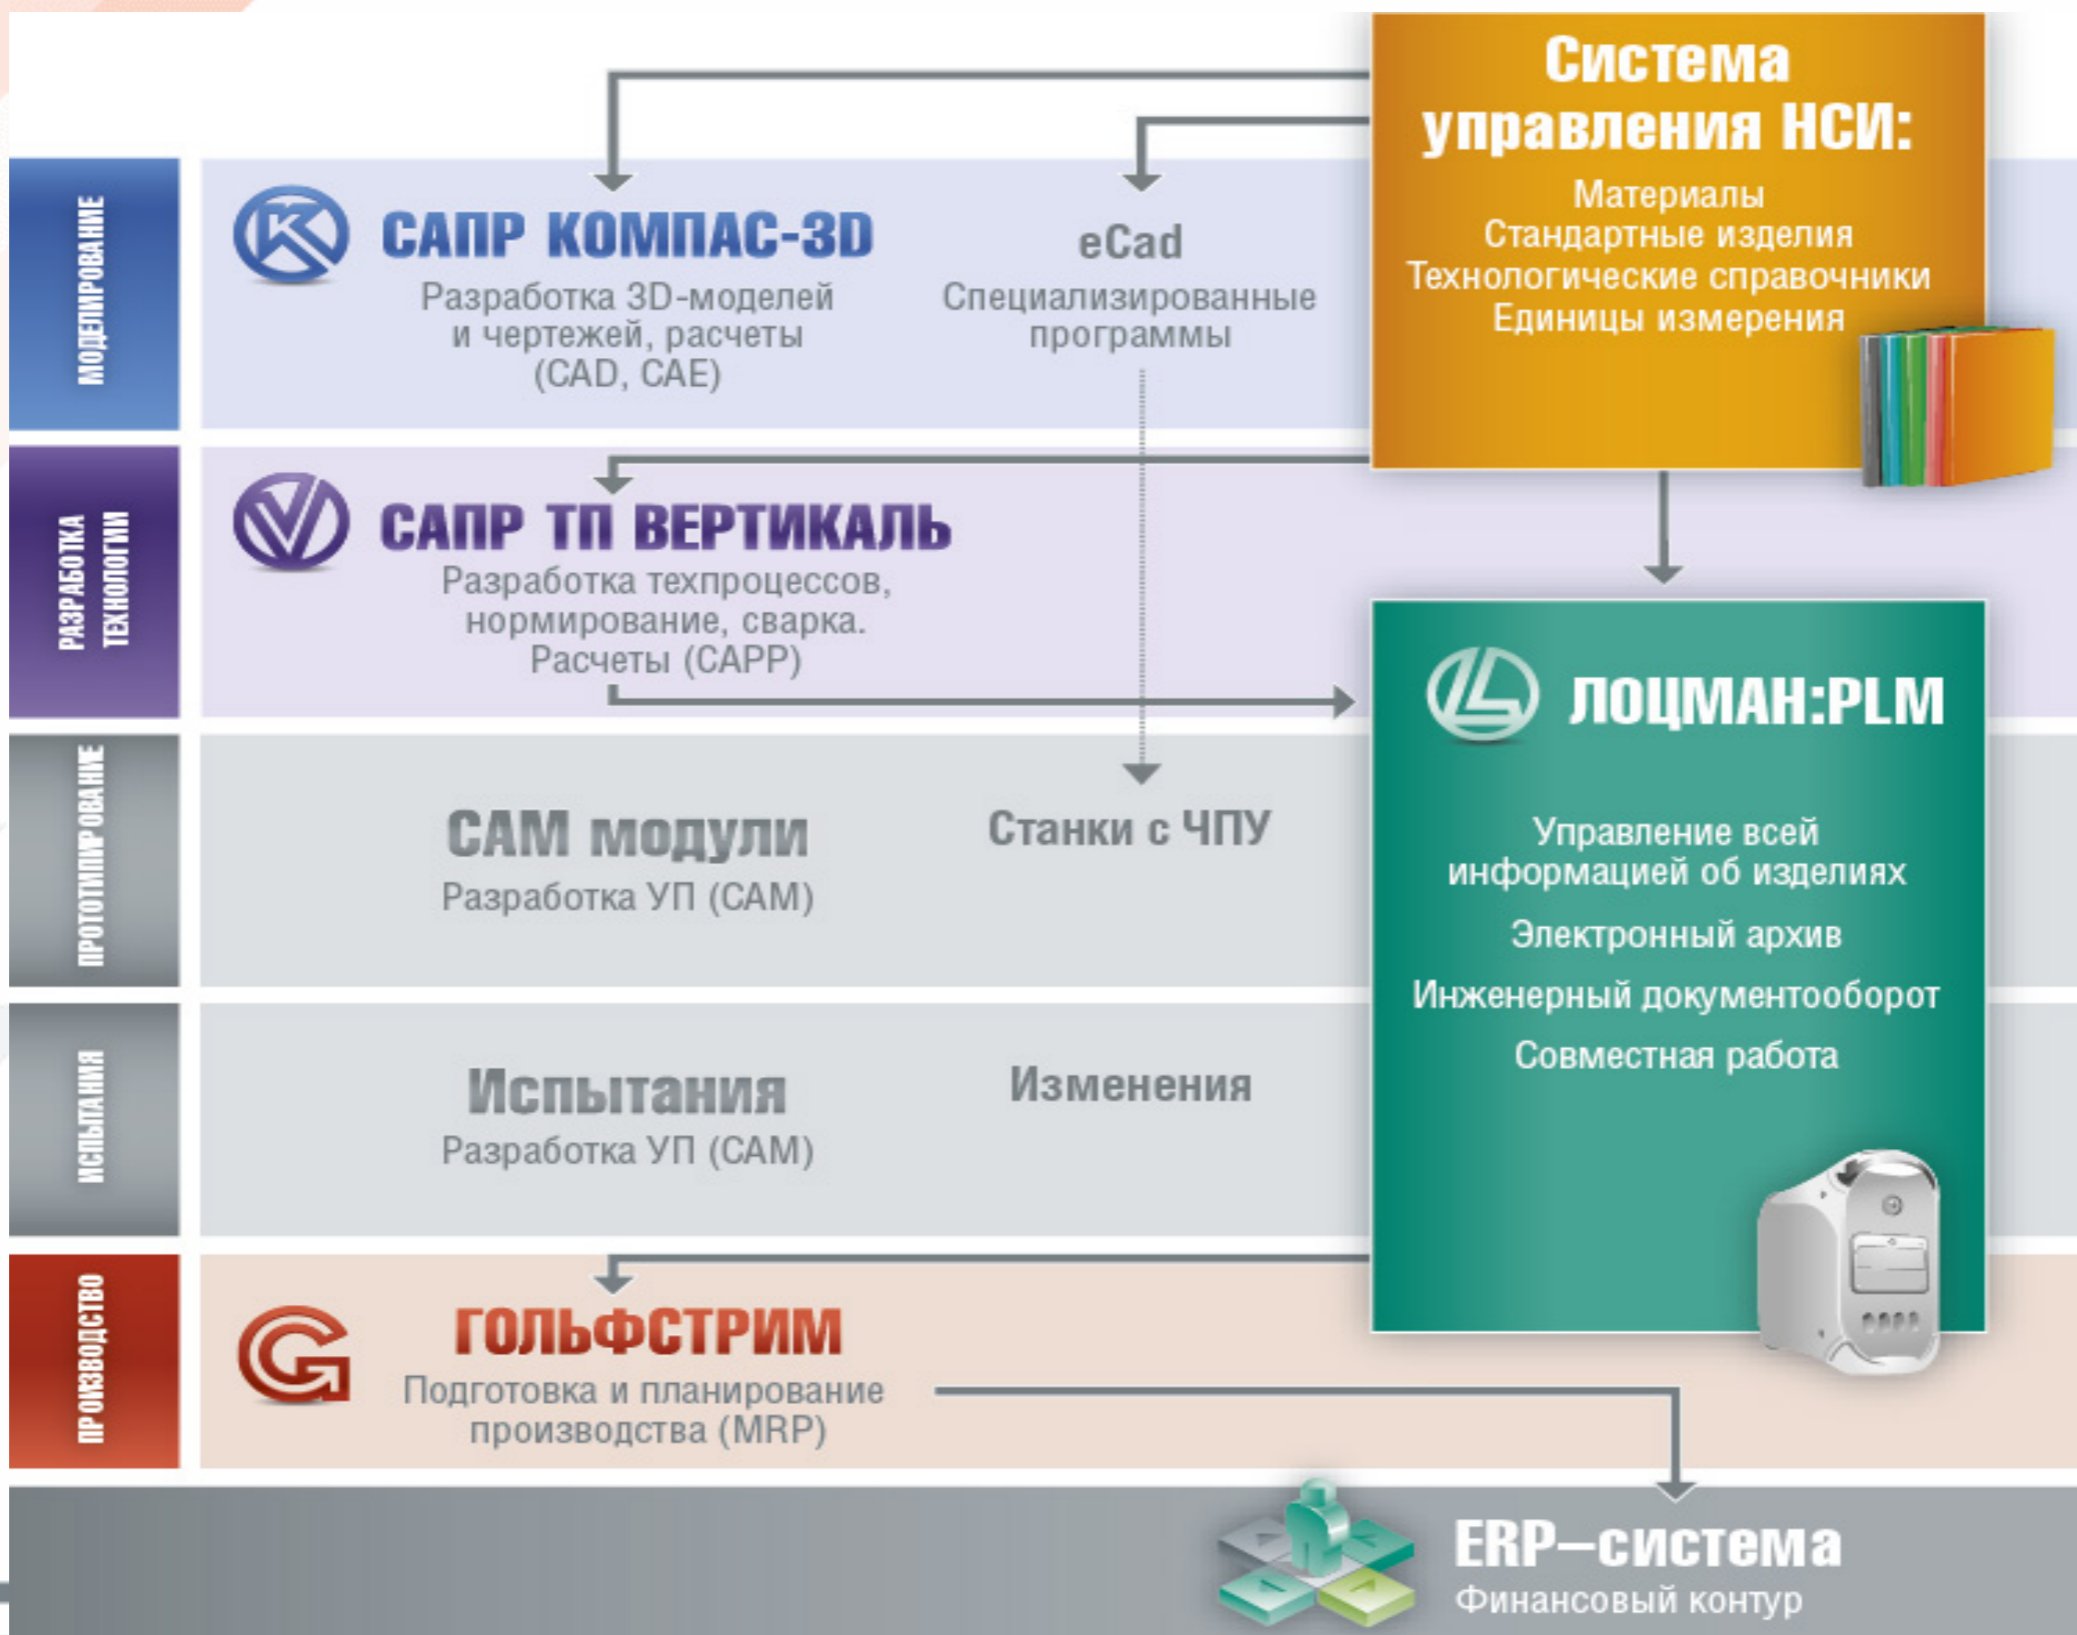 Система
управления НСИ:
Материалы
Стандартные изделия
Технологические справочники
Единицы измерения
МОДЕЛИРОВАНИЕ
САПР КОМПАС-3D
Разработка 3D-моделей
и чертежей, расчеты
(CAD, CAE)
eCad
Специализированные
программы
РАЗРАБОТКА
ТЕХНОЛОГИИ
САПР ТП ВЕРТИКАЛЬ
Разработка техпроцессов,
нормирование, сварка.
Расчеты (CAPP)
ЛОЦМАН:PLM
Управление всей
информацией об изделиях
Электронный архив
Инженерный документооборот
Совместная работа
ПРОТОТИПИРОВАНИЕ
CAM модули
Разработка УП (CAM)
Станки с ЧПУ
ИСПЫТАНИЯ
Испытания
Разработка УП (CAM)
Изменения
ПРОИЗВОДСТВО
ГОЛЬФСТРИМ
Подготовка и планирование
производства (MRP)
ERP–система
Финансовый контур